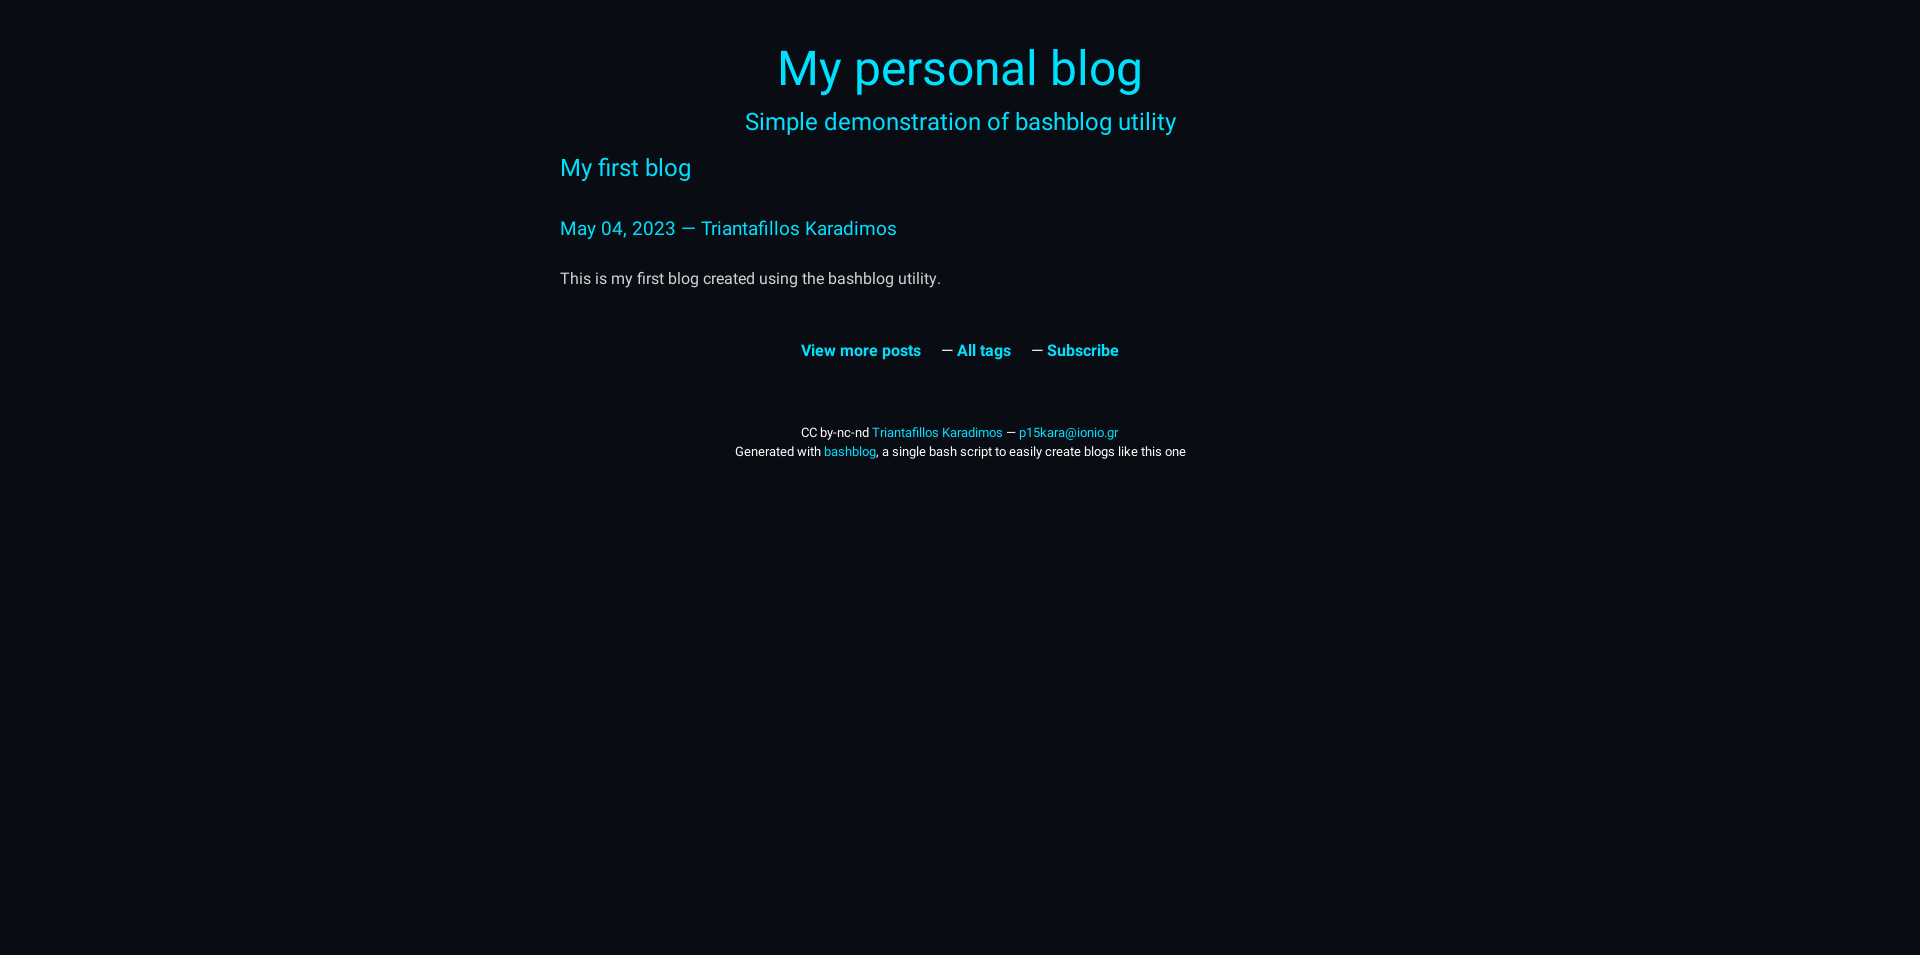 My personal blog
Simple demonstration of bashblog utility
My first blog
May 04, 2023 — Triantafillos Karadimos
This is my first blog created using the bashblog utility.
View more posts — All tags — Subscribe
CC by-nc-nd Triantafillos Karadimos — p15kara@ionio.gr
Generated with bashblog, a single bash script to easily create blogs like this one